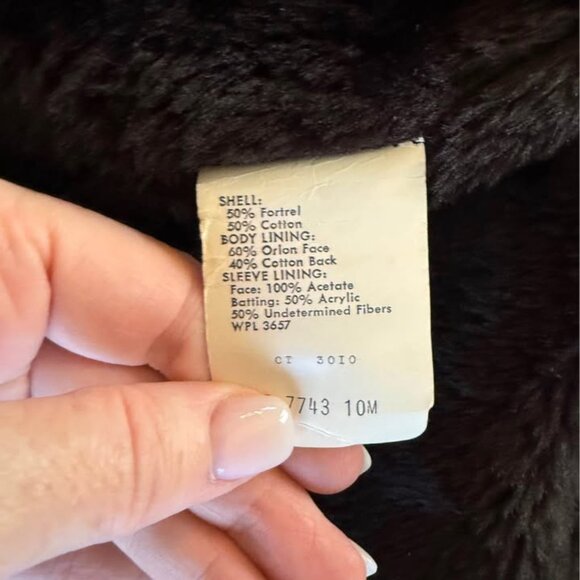 SHELL:
50% Fortrel
50% Cotton
BODY LINING:
60% Orlon Face
40% Cotton Back
SLEEVE LINING:
Face: 100% Acetate
Batting: 50% Acrylic
50% Undetermined Fibers
WPL 3657
CT 3010
7743 10M